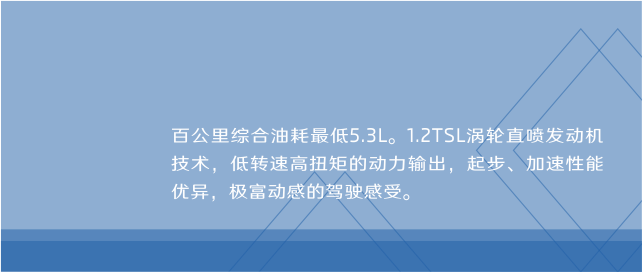 百公里综合油耗最低5.3L。1.2TSL涡轮直喷发动机
技术，低转速高扭矩的动力输出，起步、加速性能
优异，极富动感的驾驶感受。